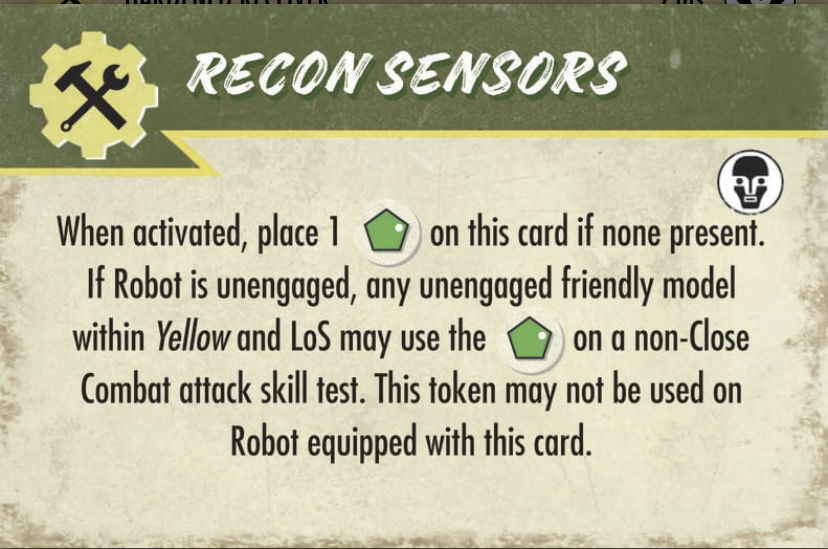 RECON SENSORS
When activated, place 1 on this card if none present.
If Robot is unengaged, any unengaged friendly model
within Yellow and LoS may use the on a non-Close
Combat attack skill test. This token may not be used on
Robot equipped with this card.